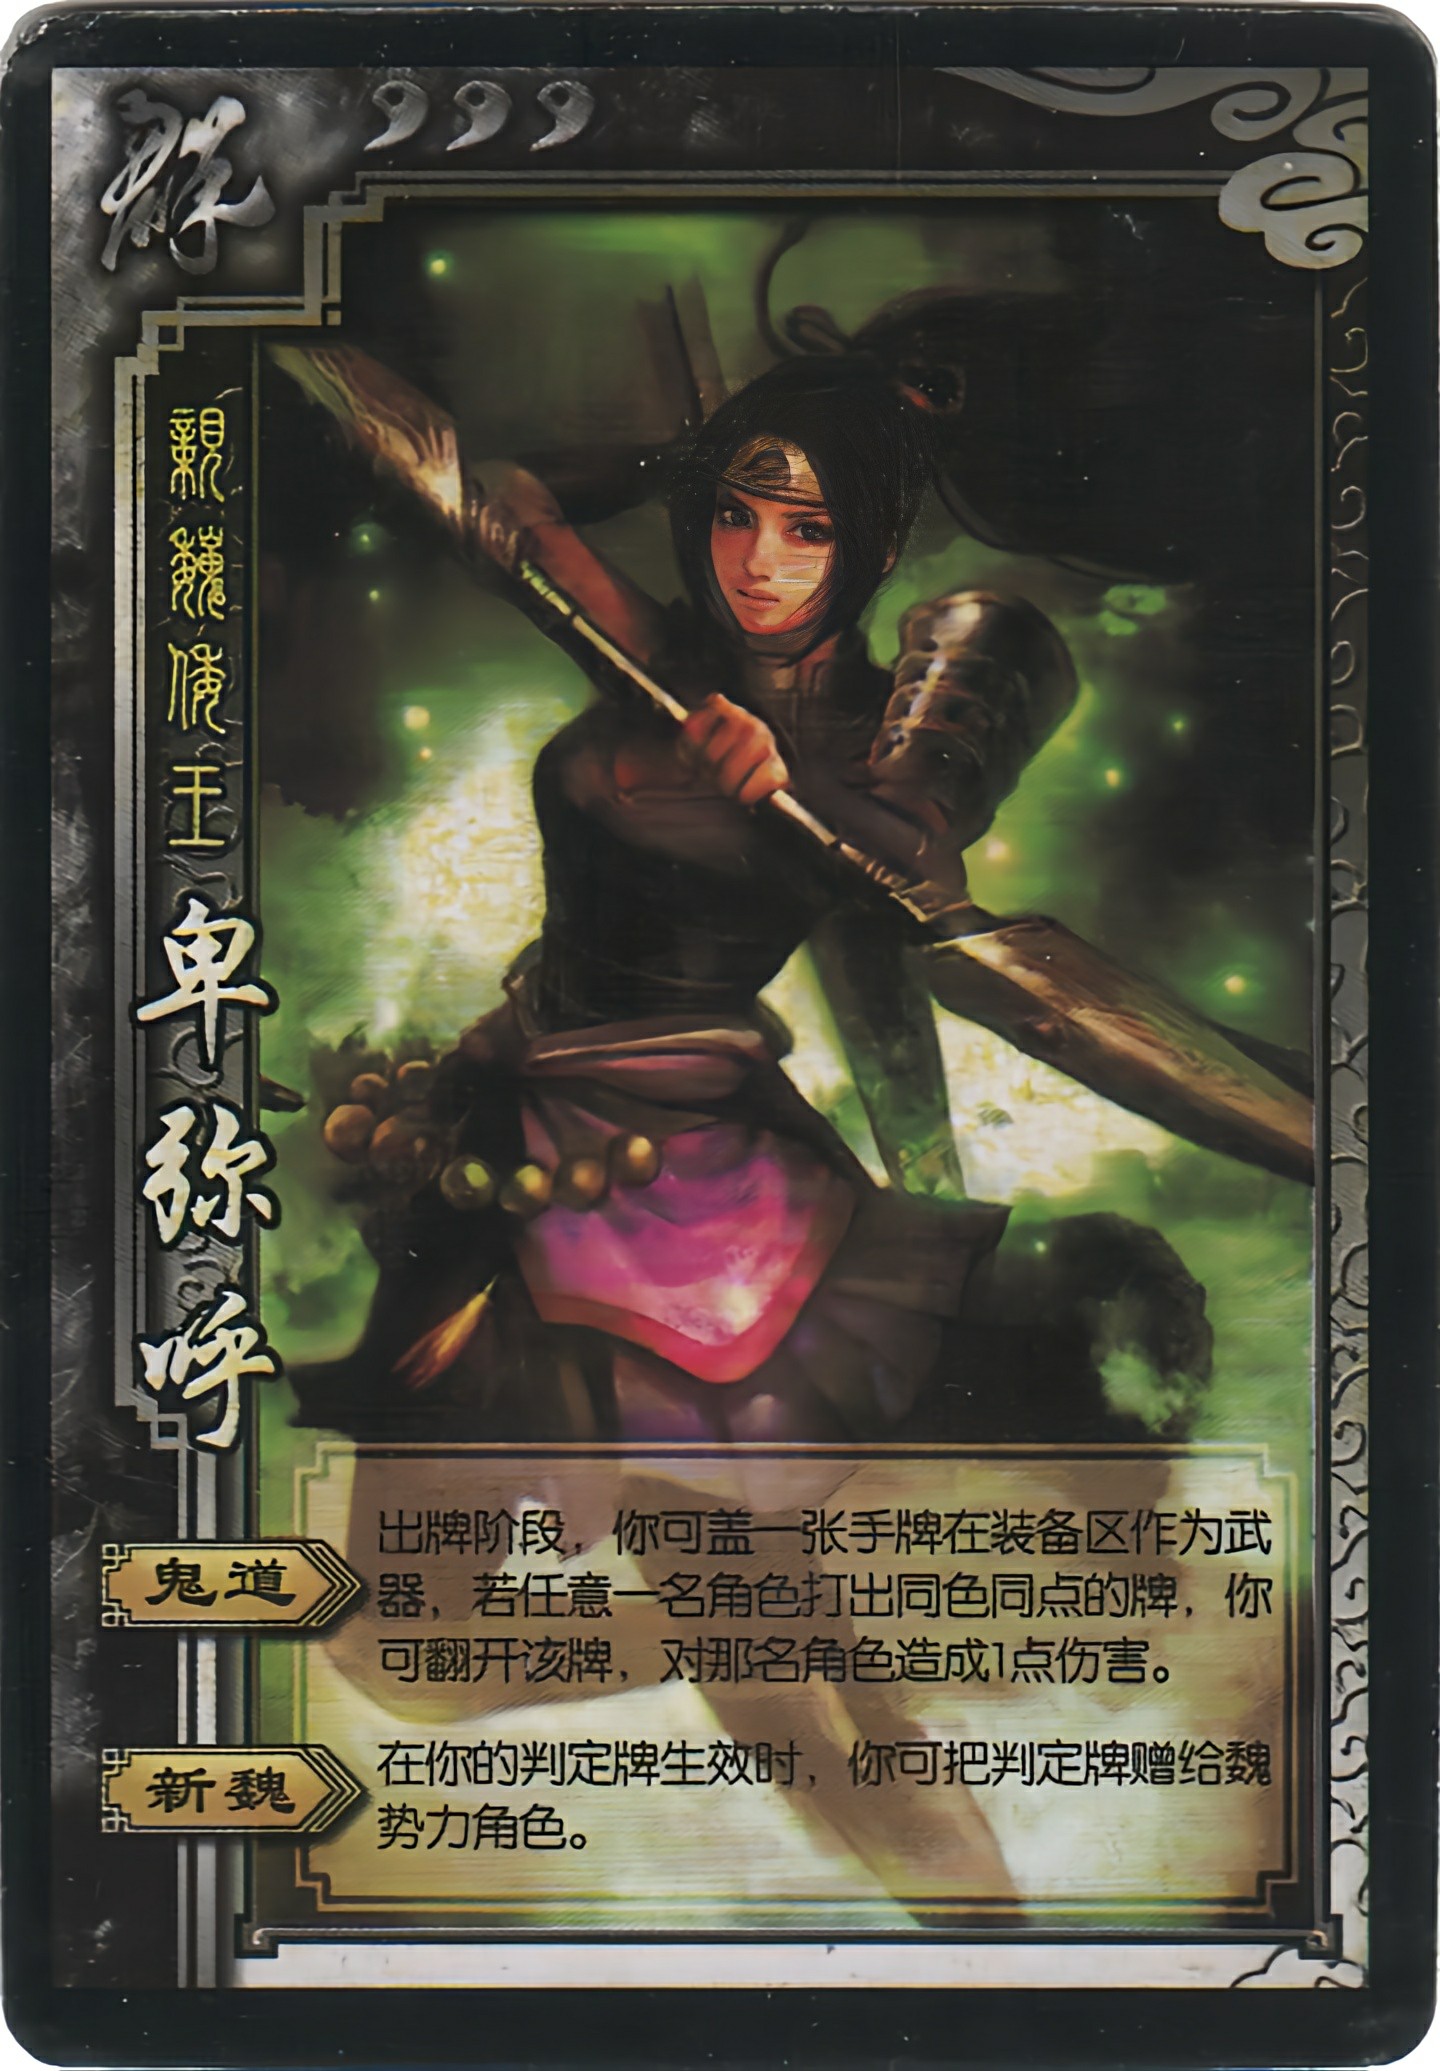 群
親魏倭王
卑弥呼
鬼道
出牌阶段，你可盖一张手牌在装备区作为武
器，若任意一名角色打出同色同点的牌，你
可翻开该牌，对那名角色造成1点伤害。
新魏
在你的判定牌生效时，你可把判定牌赠给魏
势力角色。